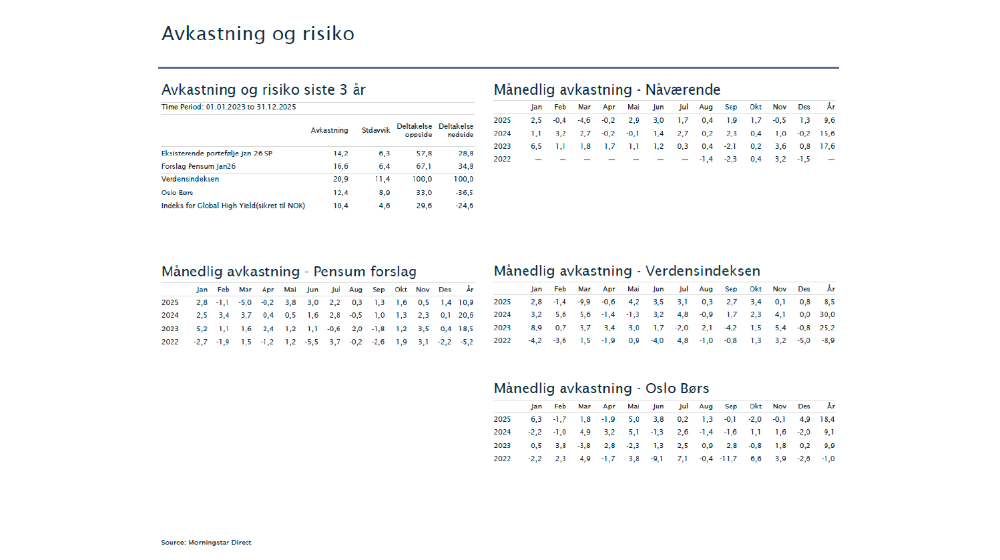 Avkastning og risiko
Avkastning og risiko siste 3 år
Time Period: 01.01.2023 to 31.12.2025
Avkastning Stdavvik Deltakelse oppside Deltakelse nedside
Eksisterende portefølje jan 26 SP 14,2 6,3 57,8 28,8
Forslag Pensum Jan26 16,6 6,4 67,1 34,8
Verdensindeksen 20,9 11,4 100,0 100,0
Oslo Børs 12,4 8,9 33,0 -36,5
Indeks for Global High Yield(sikret til NOK) 10,4 4,6 29,6 -24,6
Månedlig avkastning - Nåværende
Jan Feb Mar Apr Mai Jun Jul Aug Sep Okt Nov Des År
2025 2,5 -0,4 -4,6 -0,2 2,9 3,0 1,7 0,4 1,9 1,7 -0,5 1,3 9,6
2024 1,1 3,2 2,7 -0,2 -0,1 1,4 2,7 0,2 2,3 0,4 1,0 -0,2 15,6
2023 6,5 1,1 1,8 1,7 1,1 1,2 0,3 0,4 -2,1 0,2 3,6 0,8 17,6
2022 — — — — — — — -1,4 -2,3 0,4 3,2 -1,5 —
Månedlig avkastning - Pensum forslag
Jan Feb Mar Apr Mai Jun Jul Aug Sep Okt Nov Des År
2025 2,8 -1,1 -5,0 -0,2 3,8 3,0 2,2 0,3 1,3 1,6 0,5 1,4 10,9
2024 2,5 3,4 3,7 0,4 0,5 1,6 2,8 -0,5 1,0 1,3 2,3 0,1 20,6
2023 5,2 1,1 1,6 2,4 1,2 1,1 -0,6 2,0 -1,8 1,2 3,5 0,4 18,5
2022 -2,7 -1,9 1,5 -1,2 1,2 -5,5 3,7 -0,2 -2,6 1,9 3,1 -2,2 -5,2
Månedlig avkastning - Verdensindeksen
Jan Feb Mar Apr Mai Jun Jul Aug Sep Okt Nov Des År
2025 2,8 -1,4 -9,9 -0,6 4,2 3,5 3,1 0,3 2,7 3,4 0,1 0,8 8,5
2024 3,2 5,6 5,6 -1,4 -1,3 3,2 4,8 -0,9 1,7 2,3 4,1 0,0 30,0
2023 8,9 0,7 3,7 3,4 3,0 1,7 -2,0 2,1 -4,2 1,5 5,4 -0,8 25,2
2022 -4,2 -3,6 1,5 -1,9 0,9 -4,0 4,8 -1,0 -0,8 1,3 3,2 -5,0 -8,9
Månedlig avkastning - Oslo Børs
Jan Feb Mar Apr Mai Jun Jul Aug Sep Okt Nov Des År
2025 6,3 -1,7 1,8 -1,9 5,0 3,8 0,2 1,3 -0,1 -2,0 -0,1 4,9 18,4
2024 -2,2 -1,0 4,9 3,2 5,1 -1,3 2,6 -1,4 -1,6 1,1 1,6 -2,0 9,1
2023 0,5 3,8 -3,8 2,8 -2,3 1,3 2,5 0,9 2,8 -0,8 1,8 0,2 9,9
2022 -2,2 2,3 4,9 -1,7 3,8 -9,1 7,1 -0,4 -11,7 6,6 3,9 -2,6 -1,0
Source: Morningstar Direct